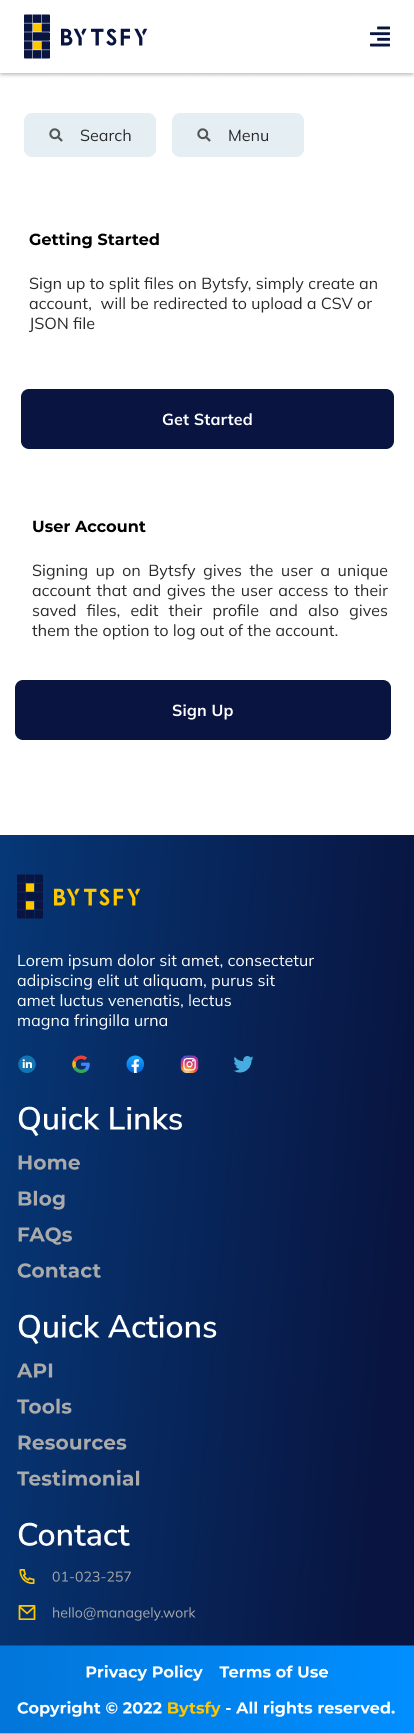 BYTSFY
Search
Menu
Getting Started
Sign up to split files on Bytsfy, simply create an
account,  will be redirected to upload a CSV or
JSON file
Get Started
User Account
Signing up on Bytsfy gives the user a unique
account that and gives the user access to their
saved files, edit their profile and also gives
them the option to log out of the account.
Sign Up
BYTSFY
Lorem ipsum dolor sit amet, consectetur
adipiscing elit ut aliquam, purus sit
amet luctus venenatis, lectus
magna fringilla urna
Quick Links
Home
Blog
FAQs
Contact
Quick Actions
API
Tools
Resources
Testimonial
Contact
01-023-257
hello@managely.work
Privacy Policy Terms of Use
Copyright © 2022 Bytsfy - All rights reserved.